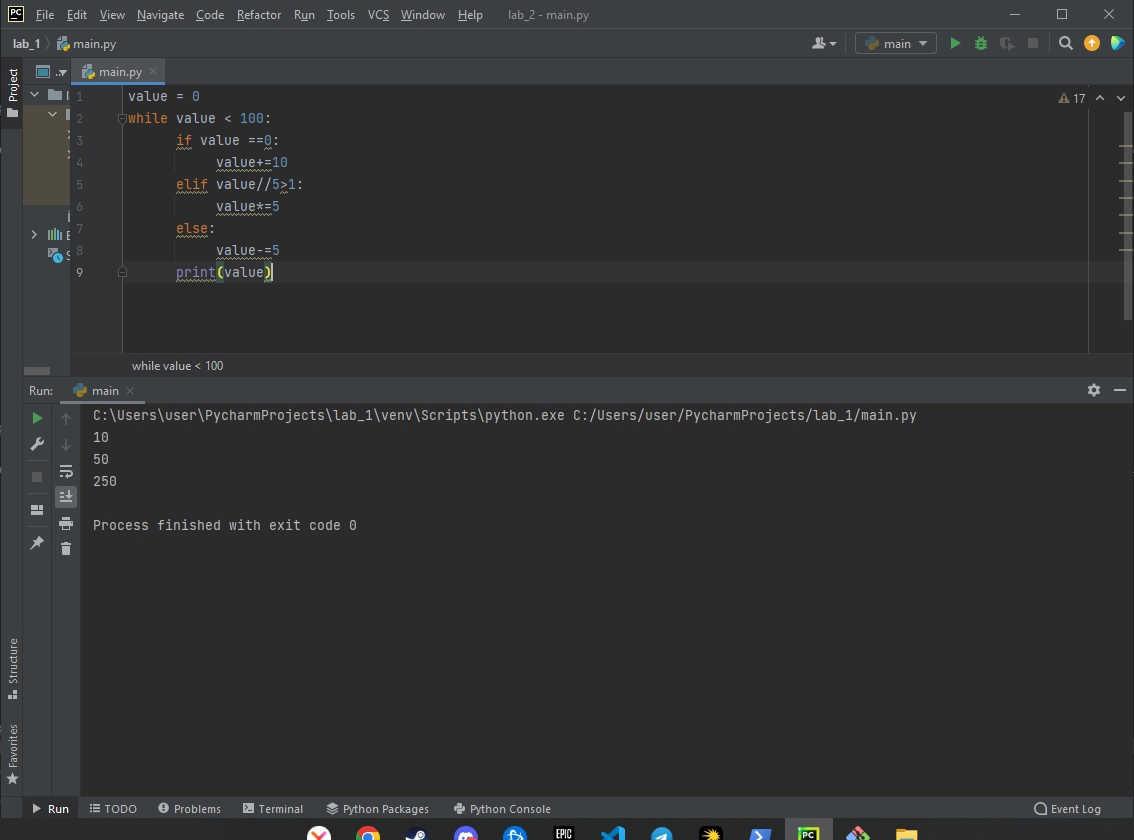 PC File Edit View Navigate Code Refactor Run Tools VCS Window Help lab_2 - main.py
lab_1 main.py main
Project
.. main.py
1 value = 0
17
2 while value < 100:
3 if value ==0:
4 value+=10
5 elif value//5>1:
6 value*=5
7 else:
8 value-=5
9 print(value)
while value < 100
Run: main
C:\Users\user\PycharmProjects\lab_1\venv\Scripts\python.exe C:/Users/user/PycharmProjects/lab_1/main.py
10
50
250
Process finished with exit code 0
Structure
Favorites
Run TODO Problems Terminal Python Packages Python Console Event Log
EPIC PC